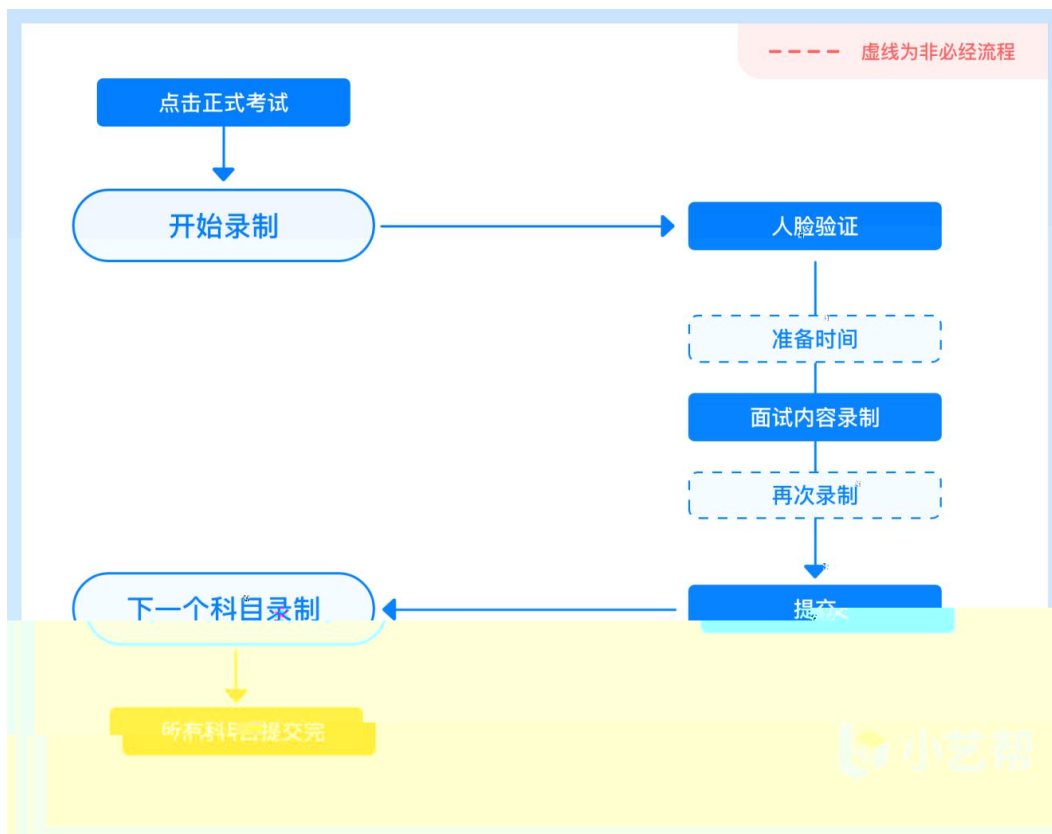 虚线为非必经流程
点击正式考试
开始录制
人脸验证
准备时间
面试内容录制
再次录制
提交
下一个科目录制
所有科目提交完
小艺帮